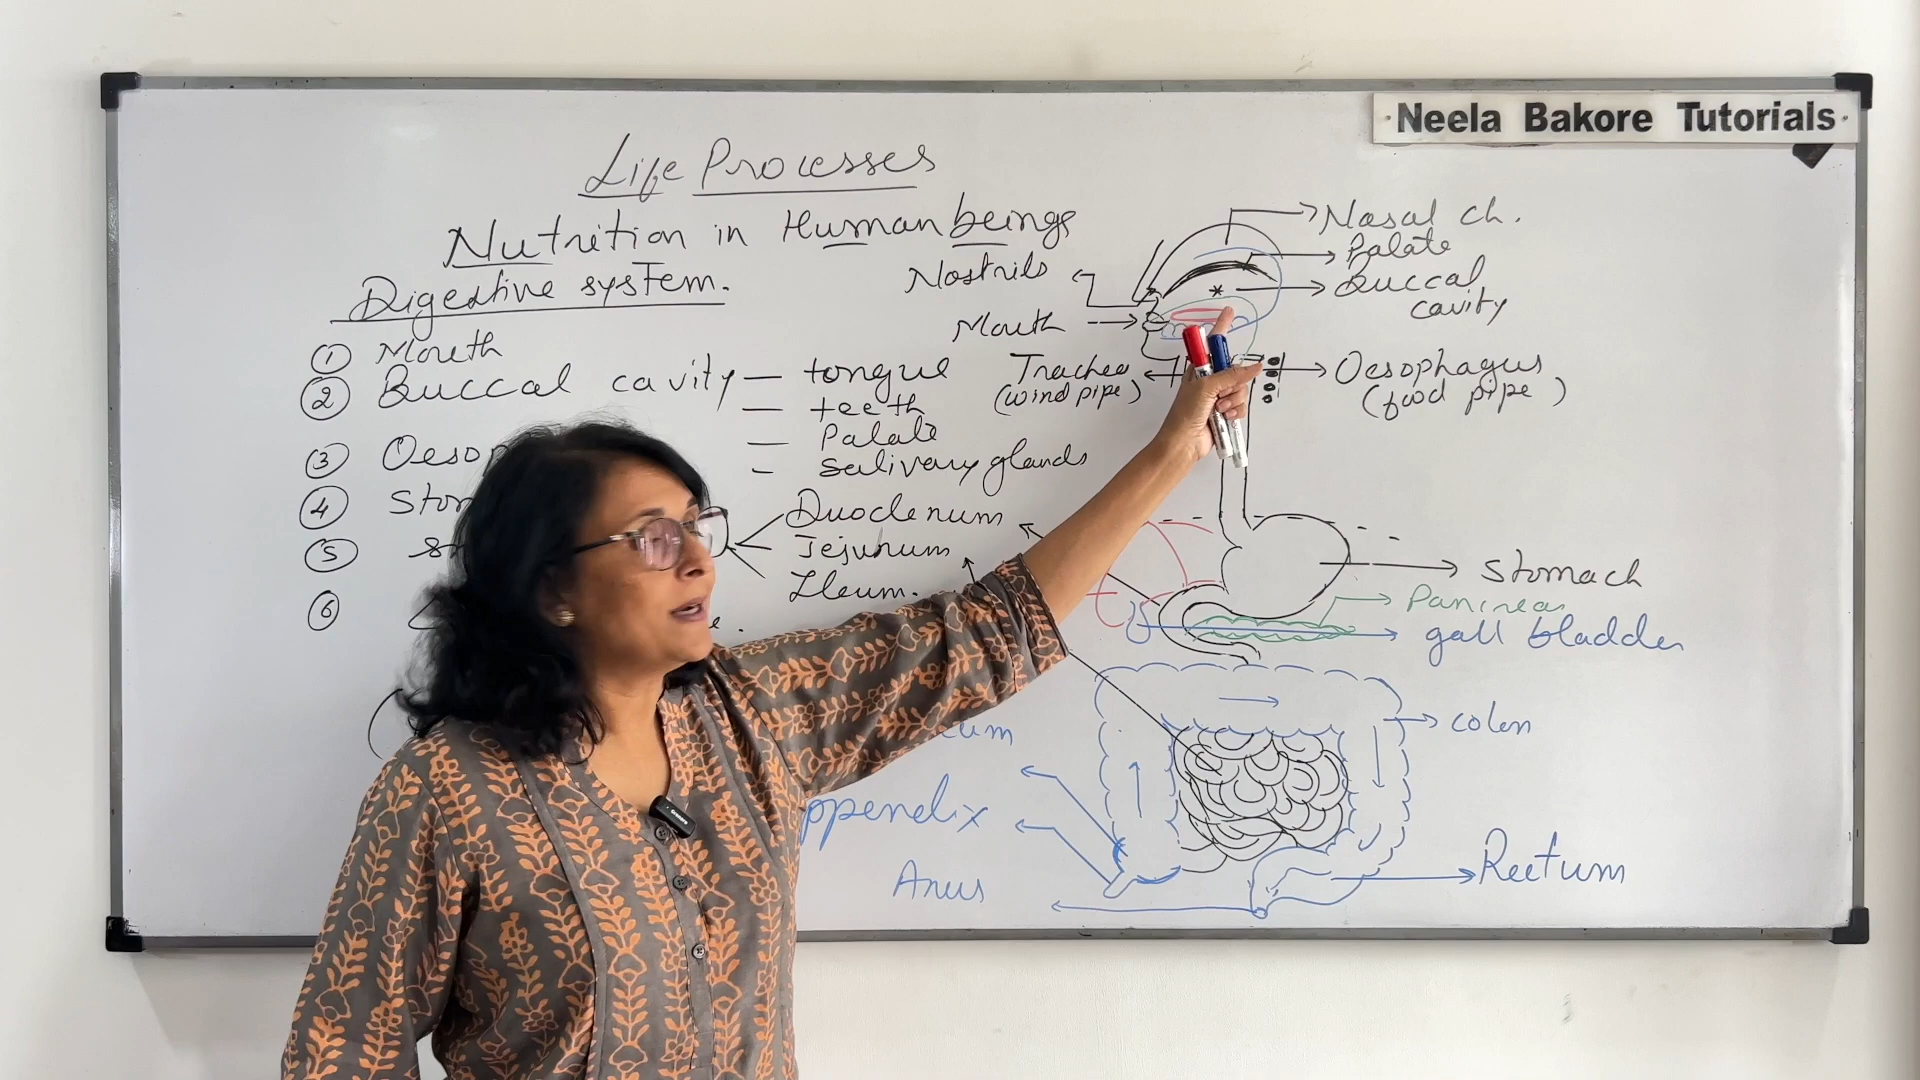 Neela Bakore Tutorials
Life Processes
Nutrition in Human beings
Digestive system.
① Mouth
② Buccal cavity — tongue
— teeth
— Palate
— Salivary glands
③ Oesop
④ Stom
⑤ Sm
Duodenum
Jejunum
Ileum.
⑥
Nasal ch.
Palate
Buccal
cavity
Nostrils
Mouth
Trachea
(wind pipe)
Oesophagus
(food pipe)
Stomach
Pancreas
gall bladder
colon
ppendix
Anus
Rectum